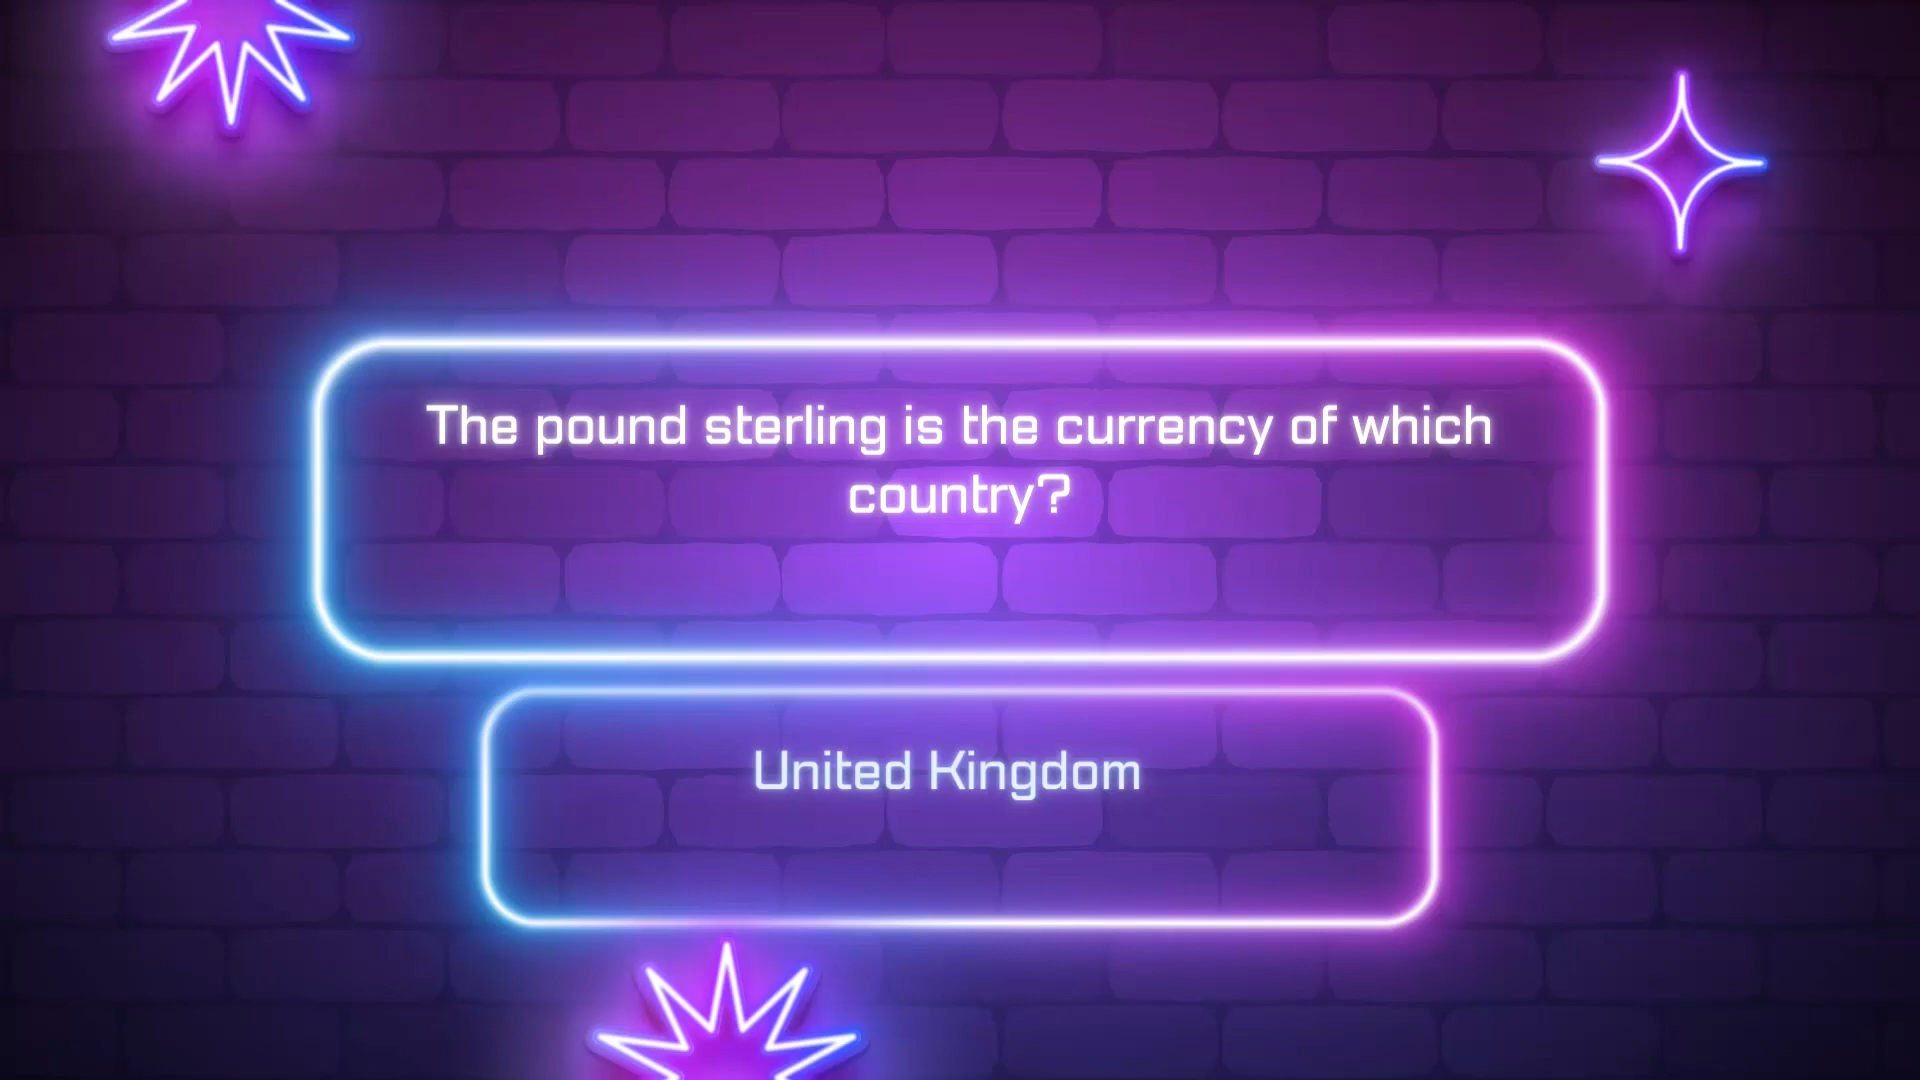 The pound sterling is the currency of which
country?
United Kingdom